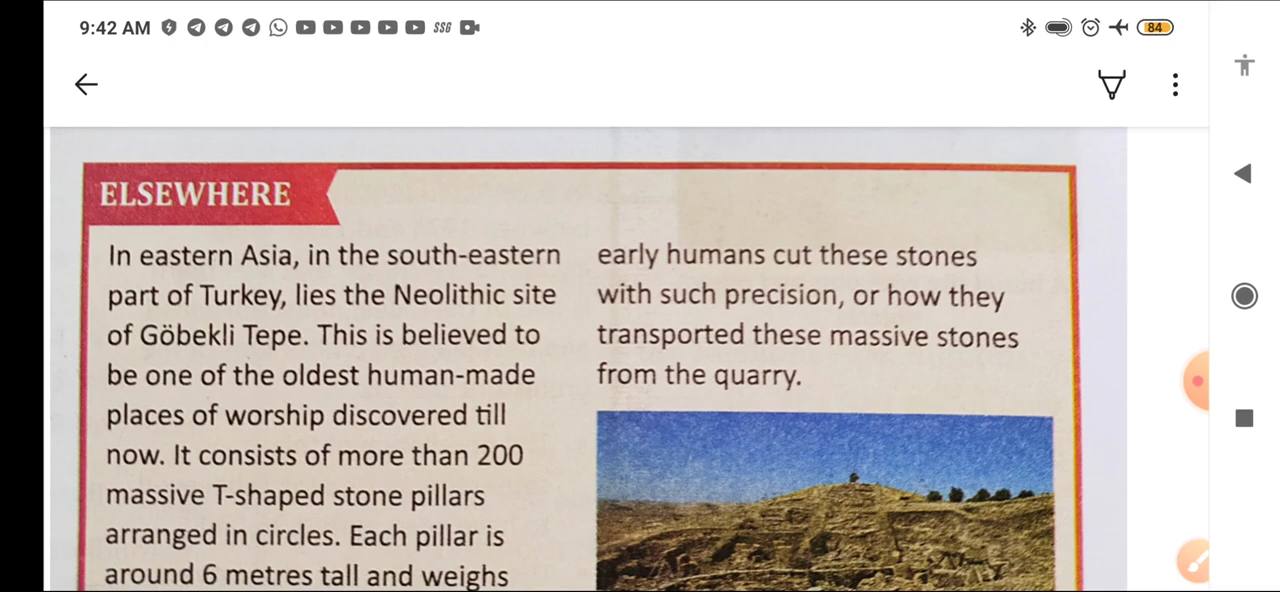 9:42 AM
SSG
84
ELSEWHERE
In eastern Asia, in the south-eastern
part of Turkey, lies the Neolithic site
of Göbekli Tepe. This is believed to
be one of the oldest human-made
places of worship discovered till
now. It consists of more than 200
massive T-shaped stone pillars
arranged in circles. Each pillar is
around 6 metres tall and weighs
early humans cut these stones
with such precision, or how they
transported these massive stones
from the quarry.